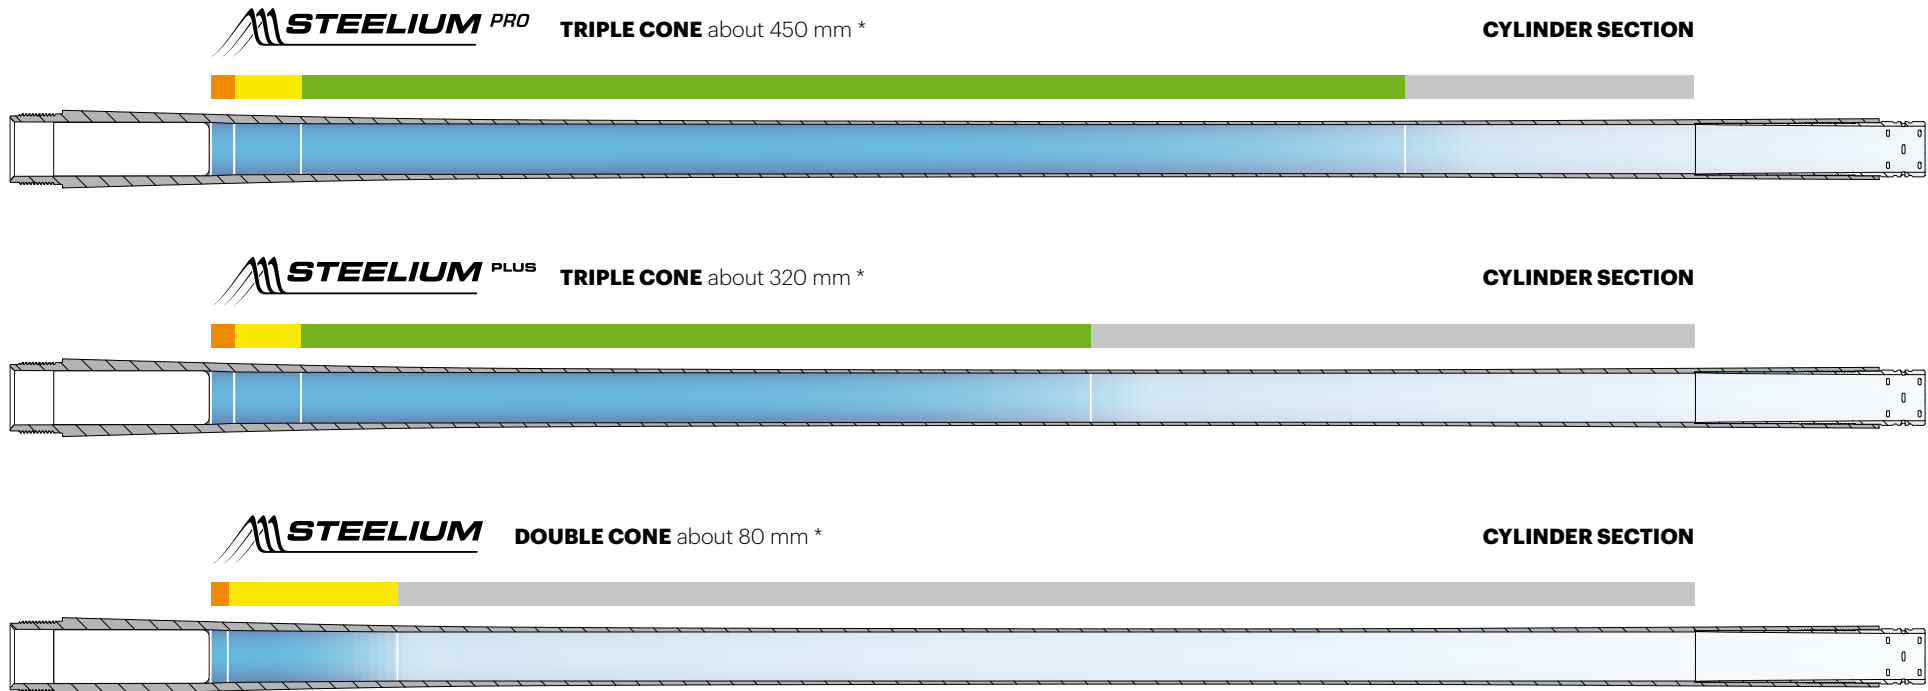 STEELIUM PRO TRIPLE CONE about 450 mm * CYLINDER SECTION
STEELIUM PLUS TRIPLE CONE about 320 mm * CYLINDER SECTION
STEELIUM DOUBLE CONE about 80 mm * CYLINDER SECTION